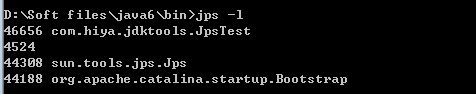 D:\Soft files\java6\bin>jps -l
46656 com.hiya.jdktools.JpsTest
4524
44308 sun.tools.jps.Jps
44188 org.apache.catalina.startup.Bootstrap